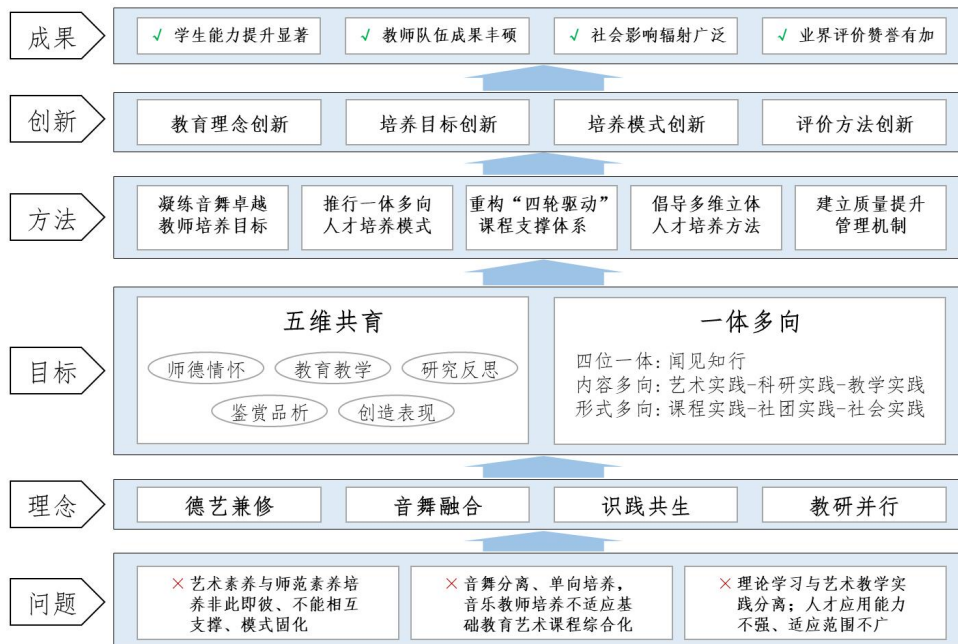 成果
√ 学生能力提升显著
√ 教师队伍成果丰硕
√ 社会影响辐射广泛
√ 业界评价赞誉有加
创新
教育理念创新
培养目标创新
培养模式创新
评价方法创新
方法
凝练音舞卓越
教师培养目标
推行一体多向
人才培养模式
重构“四轮驱动”
课程支撑体系
倡导多维立体
人才培养方法
建立质量提升
管理机制
目标
五维共育
师德情怀
教育教学
研究反思
鉴赏品析
创造表现
一体多向
四位一体: 闻见知行
内容多向: 艺术实践-科研实践-教学实践
形式多向: 课程实践-社团实践-社会实践
理念
德艺兼修
音舞融合
识践共生
教研并行
问题
× 艺术素养与师范素养培
养非此即彼、不能相互
支撑、模式固化
× 音舞分离、单向培养，
音乐教师培养不适应基
础教育艺术课程综合化
× 理论学习与艺术教学实
践分离；人才应用能力
不强、适应范围不广